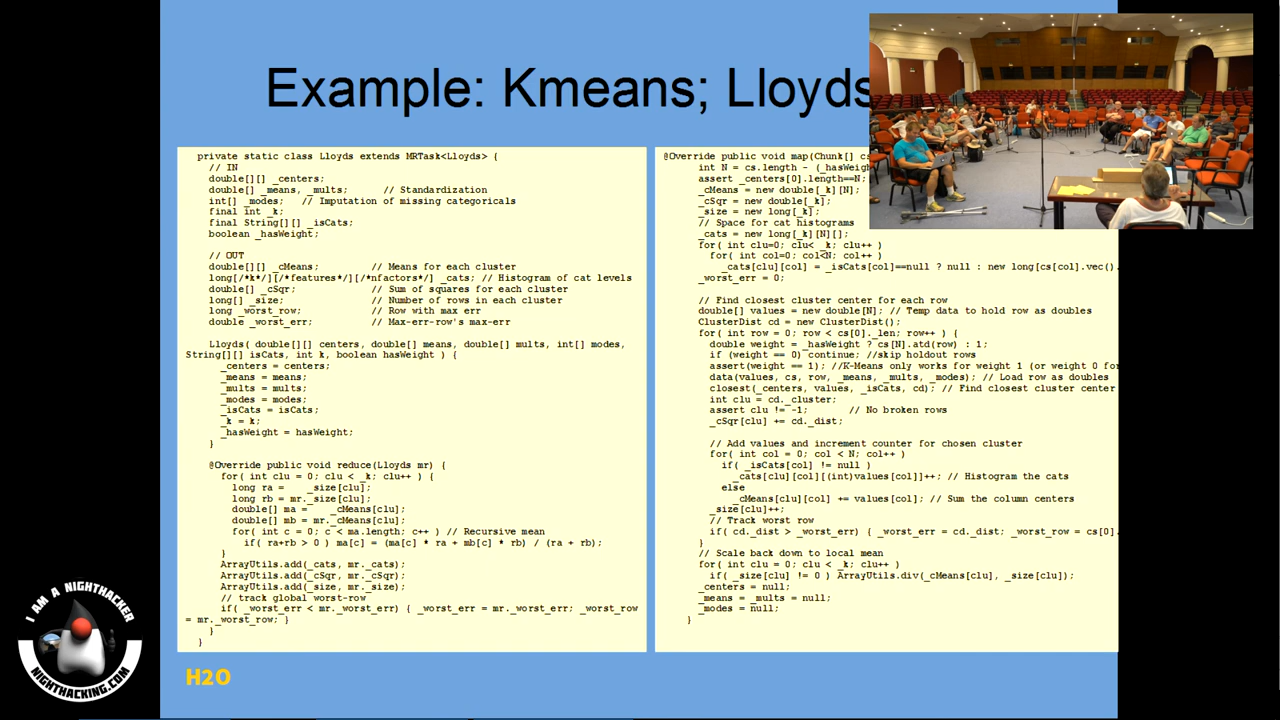 Example: Kmeans; Lloyds
private static class Lloyds extends MRTask<Lloyds> {
// IN
double[][] _centers;
double[] _means, _mults;      // Standardization
int[] _modes;   // Imputation of missing categoricals
final int _k;
final String[][] _isCats;
boolean _hasWeight;
// OUT
double[][] _cMeans;         // Means for each cluster
long[/*k*/][/*features*/][/*nfactors*/] _cats; // Histogram of cat levels
double[] _cSqr;             // Sum of squares for each cluster
long[] _size;               // Number of rows in each cluster
long _worst_row;            // Row with max err
double _worst_err;          // Max-err-row's max-err
Lloyds( double[][] centers, double[] means, double[] mults, int[] modes,
String[][] isCats, int k, boolean hasWeight ) {
_centers = centers;
_means = means;
_mults = mults;
_modes = modes;
_isCats = isCats;
_k = k;
_hasWeight = hasWeight;
}
@Override public void reduce(Lloyds mr) {
for( int clu = 0; clu < _k; clu++ ) {
long ra =    _size[clu];
long rb = mr._size[clu];
double[] ma =    _cMeans[clu];
double[] mb = mr._cMeans[clu];
for( int c = 0; c < ma.length; c++ ) // Recursive mean
if( ra+rb > 0 ) ma[c] = (ma[c] * ra + mb[c] * rb) / (ra + rb);
}
ArrayUtils.add(_cats, mr._cats);
ArrayUtils.add(_cSqr, mr._cSqr);
ArrayUtils.add(_size, mr._size);
// track global worst-row
if( _worst_err < mr._worst_err) { _worst_err = mr._worst_err; _worst_row
= mr._worst_row; }
}
}
@Override public void map(Chunk[] cs
int N = cs.length - (_hasWeigh
assert _centers[0].length==N;
_cMeans = new double[_k][N];
_cSqr = new double[_k];
_size = new long[_k];
// Space for cat histograms
_cats = new long[_k][N][];
for( int clu=0; clu< _k; clu++ )
for( int col=0; col<N; col++ )
_cats[clu][col] = _isCats[col]==null ? null : new long[cs[col].vec().
_worst_err = 0;
// Find closest cluster center for each row
double[] values = new double[N]; // Temp data to hold row as doubles
ClusterDist cd = new ClusterDist();
for( int row = 0; row < cs[0]._len; row++ ) {
double weight = _hasWeight ? cs[N].atd(row) : 1;
if (weight == 0) continue; //skip holdout rows
assert(weight == 1); //K-Means only works for weight 1 (or weight 0 for
data(values, cs, row, _means, _mults, _modes); // Load row as doubles
closest(_centers, values, _isCats, cd); // Find closest cluster center
int clu = cd._cluster;
assert clu != -1;       // No broken rows
_cSqr[clu] += cd._dist;
// Add values and increment counter for chosen cluster
for( int col = 0; col < N; col++ )
if( _isCats[col] != null )
_cats[clu][col][(int)values[col]]++; // Histogram the cats
else
_cMeans[clu][col] += values[col]; // Sum the column centers
_size[clu]++;
// Track worst row
if( cd._dist > _worst_err) { _worst_err = cd._dist; _worst_row = cs[0].
}
// Scale back down to local mean
for( int clu = 0; clu < _k; clu++ )
if( _size[clu] != 0 ) ArrayUtils.div(_cMeans[clu], _size[clu]);
_centers = null;
_means = _mults = null;
_modes = null;
}
H2O
I AM A NIGHTHACKER
NIGHTHACKING.COM